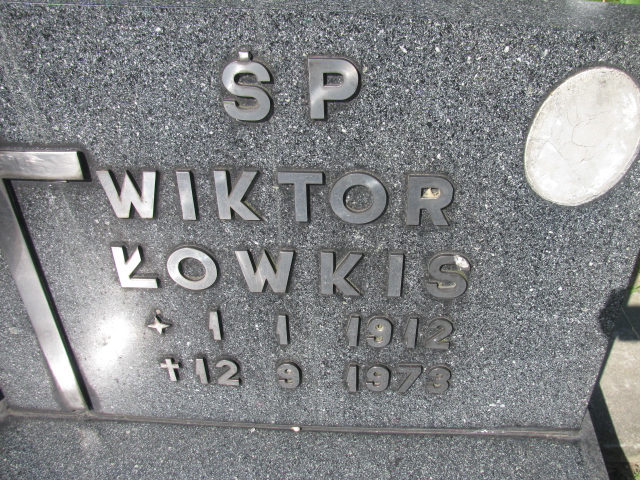 ŚP
WIKTOR
ŁOWKIS
1 1 1912
✝ 12 9 1973